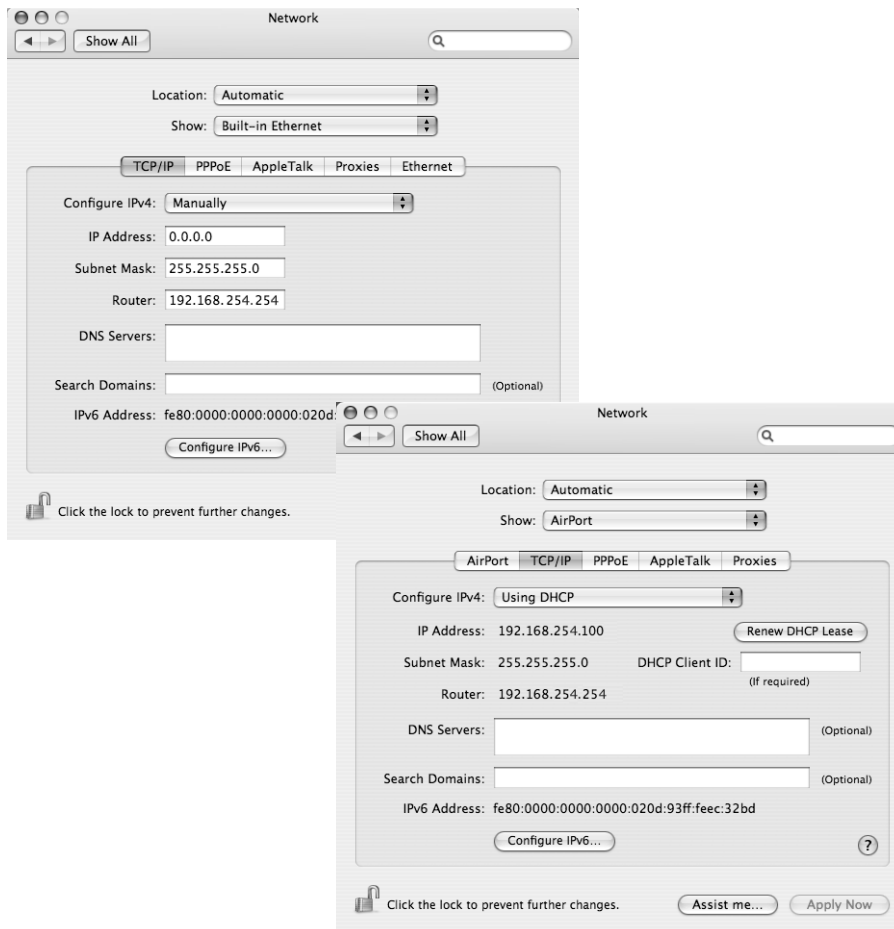 Network
Show All
Location: Automatic
Show: Built-in Ethernet
TCP/IP PPPoE AppleTalk Proxies Ethernet
Configure IPv4: Manually
IP Address: 0.0.0.0
Subnet Mask: 255.255.255.0
Router: 192.168.254.254
DNS Servers:
Search Domains: (Optional)
IPv6 Address: fe80:0000:0000:0000:020d:
Configure IPv6...
Click the lock to prevent further changes.
Network
Show All
Location: Automatic
Show: AirPort
AirPort TCP/IP PPPoE AppleTalk Proxies
Configure IPv4: Using DHCP
IP Address: 192.168.254.100 Renew DHCP Lease
Subnet Mask: 255.255.255.0 DHCP Client ID:
(If required)
Router: 192.168.254.254
DNS Servers: (Optional)
Search Domains: (Optional)
IPv6 Address: fe80:0000:0000:0000:020d:93ff:feec:32bd
Configure IPv6... ?
Click the lock to prevent further changes. Assist me... Apply Now